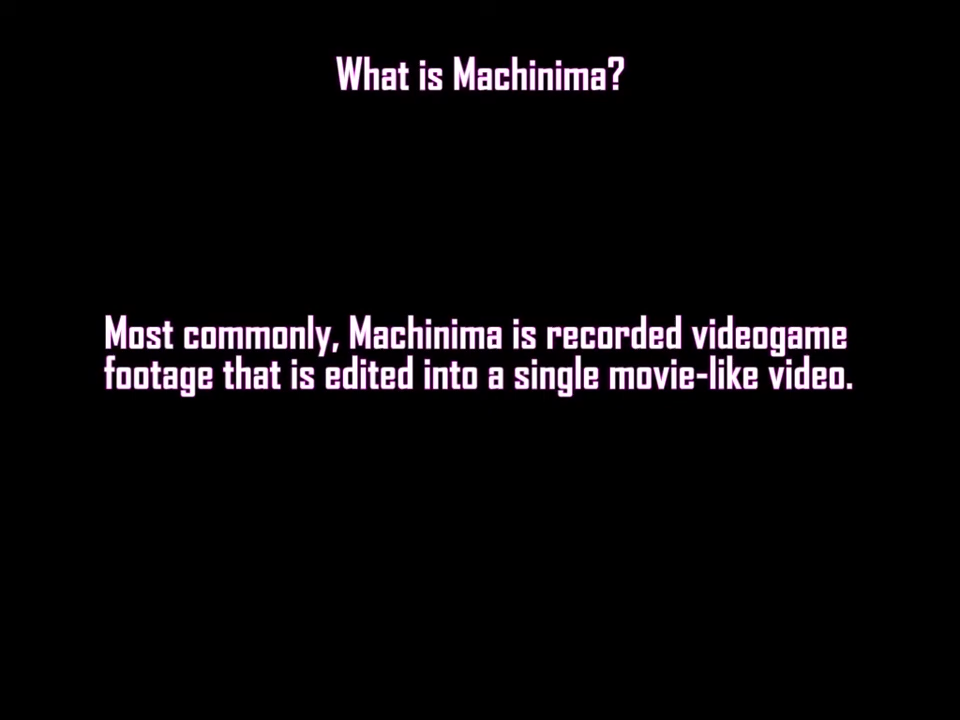 What is Machinima?
Most commonly, Machinima is recorded videogame
footage that is edited into a single movie-like video.